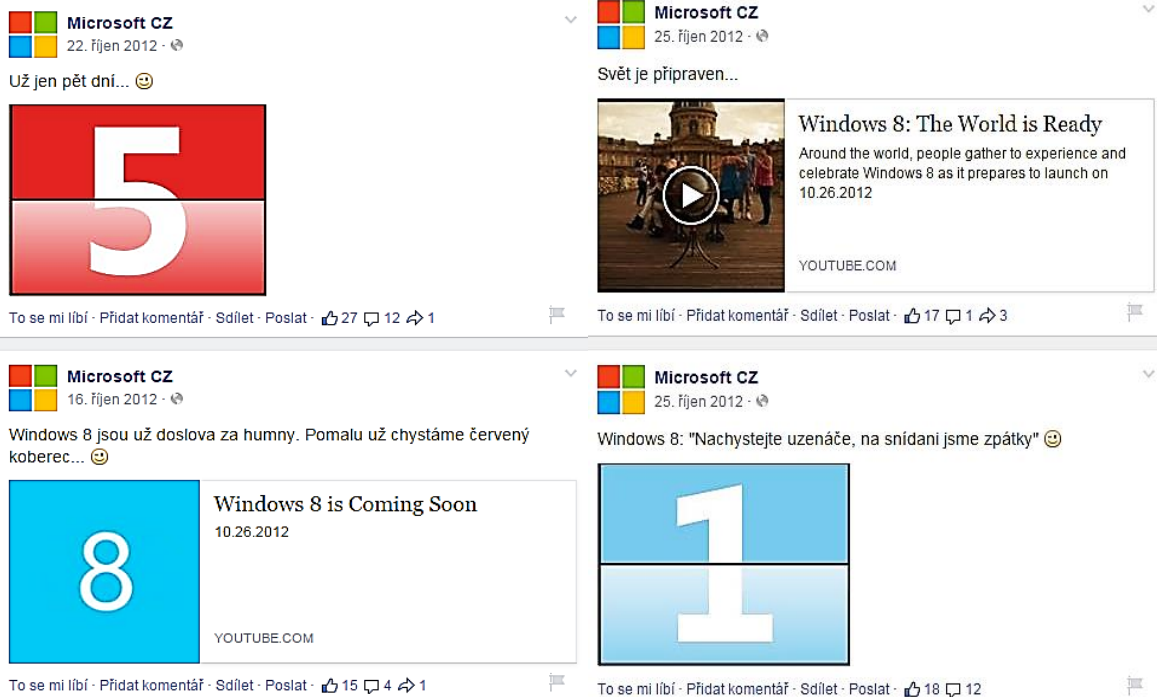 Microsoft CZ
22. říjen 2012
Už jen pět dní...
5
To se mi líbí · Přidat komentář · Sdílet · Poslat · 27 12 1
Microsoft CZ
25. říjen 2012
Svět je připraven...
Windows 8: The World is Ready
Around the world, people gather to experience and
celebrate Windows 8 as it prepares to launch on
10.26.2012
YOUTUBE.COM
To se mi líbí · Přidat komentář · Sdílet · Poslat · 17 1 3
Microsoft CZ
16. říjen 2012
Windows 8 jsou už doslova za humny. Pomalu už chystáme červený
koberec...
8
Windows 8 is Coming Soon
10.26.2012
YOUTUBE.COM
To se mi líbí · Přidat komentář · Sdílet · Poslat · 15 4 1
Microsoft CZ
25. říjen 2012
Windows 8: "Nachystejte uzenáče, na snídani jsme zpátky"
1
To se mi líbí · Přidat komentář · Sdílet · Poslat · 18 12